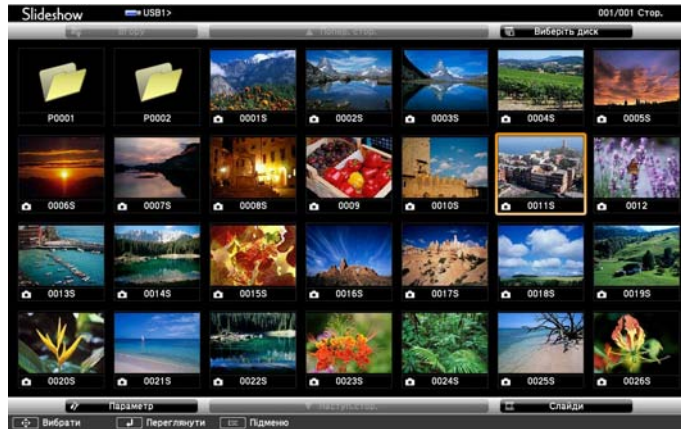 Slideshow USB1> 001/001 Стор.
Вгору Попер. стор. Виберіть диск
P0001 P0002 0001S 0002S 0003S 0004S 0005S
0006S 0007S 0008S 0009 0010S 0011S 0012
0013S 0014S 0015S 0016S 0017S 0018S 0019S
0020S 0021S 0022S 0023S 0024S 0025S 0026S
Параметр Наступ.стор. Слайди
Вибрати Переглянути ESC Підменю